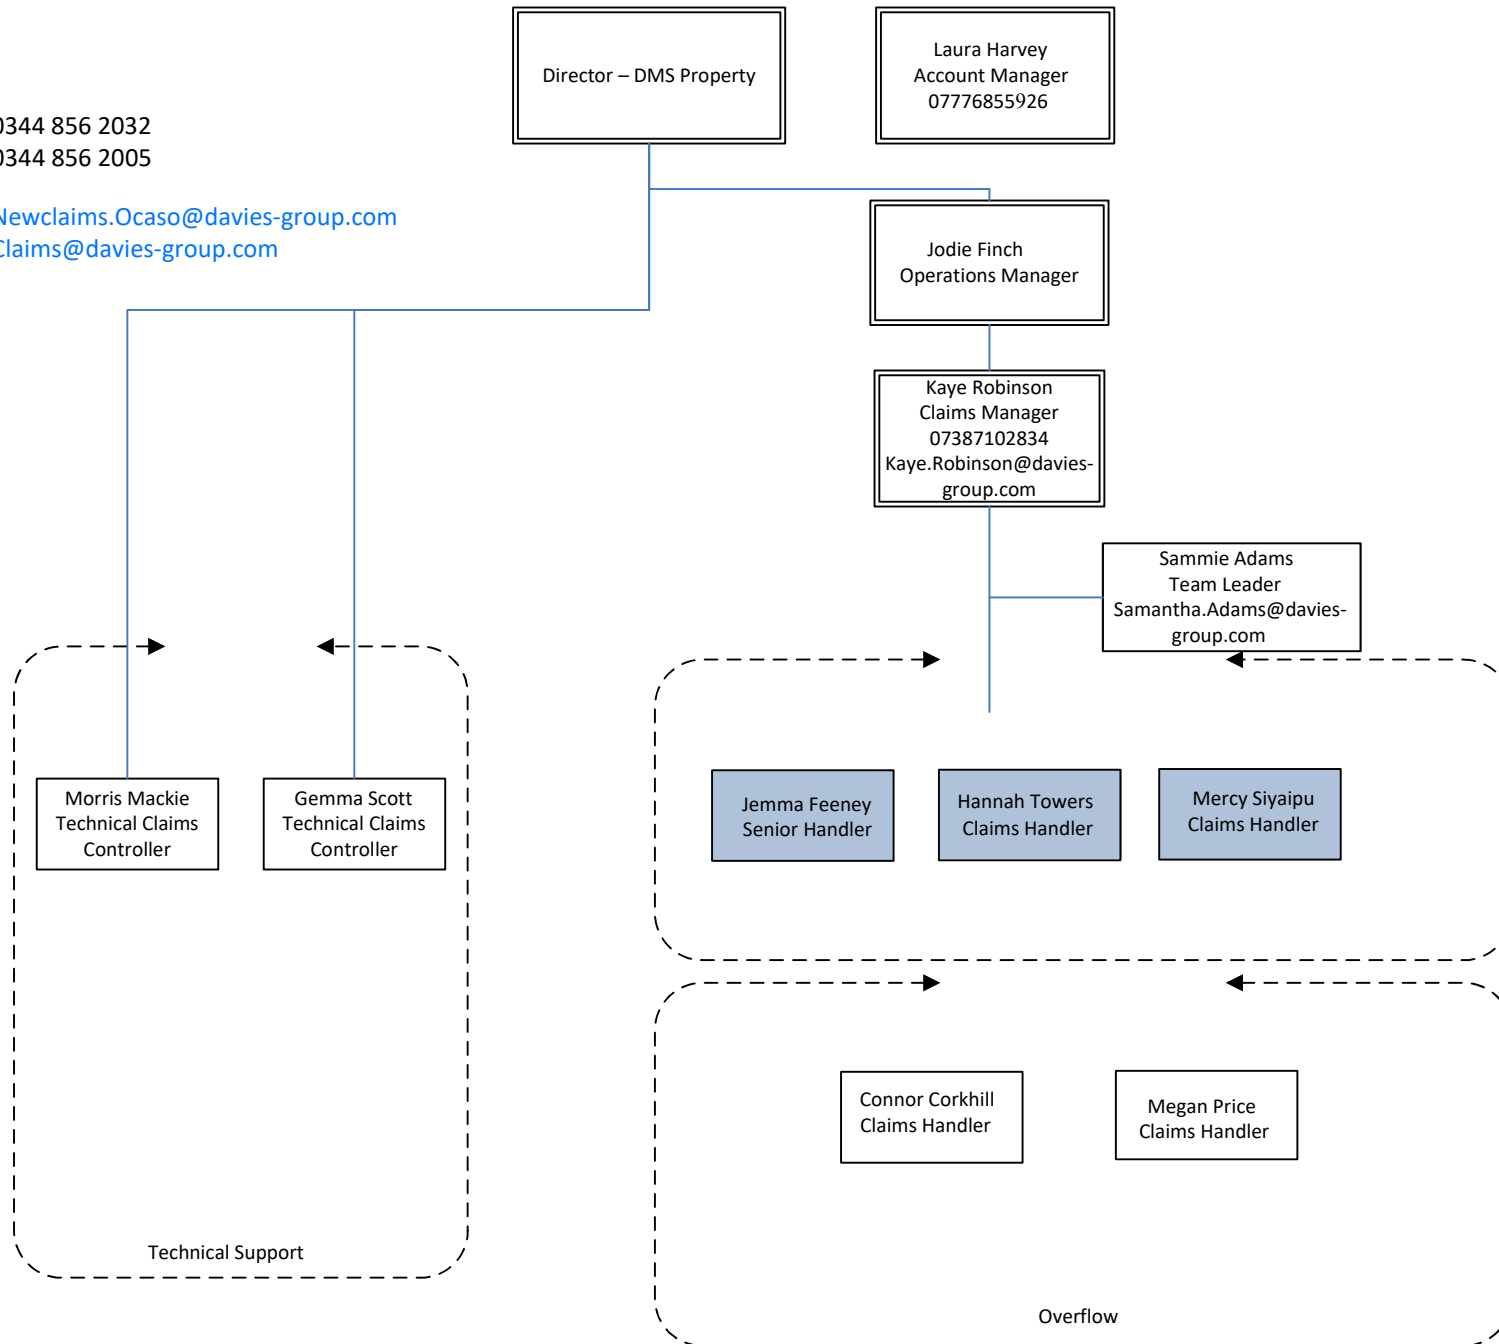 Director – DMS Property
Laura Harvey
Account Manager
07776855926
0344 856 2032
0344 856 2005
Newclaims.Ocaso@davies-group.com
Claims@davies-group.com
Jodie Finch
Operations Manager
Kaye Robinson
Claims Manager
07387102834
Kaye.Robinson@davies-
group.com
Sammie Adams
Team Leader
Samantha.Adams@davies-
group.com
Morris Mackie
Technical Claims
Controller
Gemma Scott
Technical Claims
Controller
Jemma Feeney
Senior Handler
Hannah Towers
Claims Handler
Mercy Siyaipu
Claims Handler
Connor Corkhill
Claims Handler
Megan Price
Claims Handler
Technical Support
Overflow